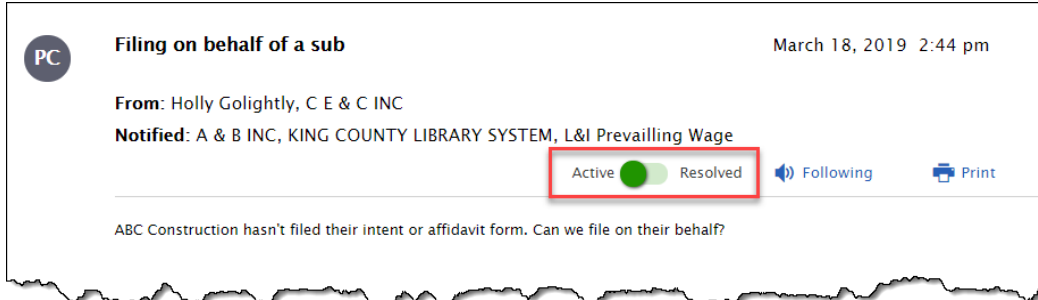 PC
Filing on behalf of a sub
March 18, 2019 2:44 pm
From: Holly Golightly, C E & C INC
Notified: A & B INC, KING COUNTY LIBRARY SYSTEM, L&I Prevailling Wage
Active Resolved Following Print
ABC Construction hasn't filed their intent or affidavit form. Can we file on their behalf?